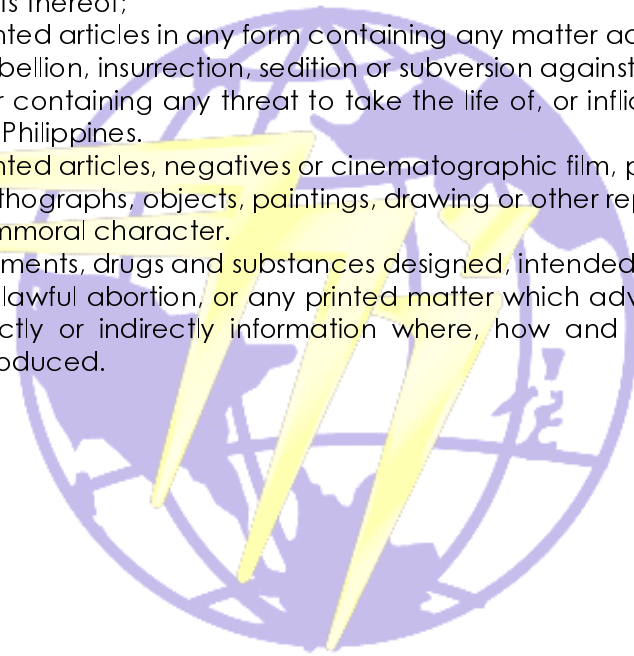 ts thereof;
nted articles in any form containing any matter ad
bellion, insurrection, sedition or subversion against
r containing any threat to take the life of, or inflic
Philippines.
nted articles, negatives or cinematographic film, p
thographs, objects, paintings, drawing or other rep
mmoral character.
ments, drugs and substances designed, intended
lawful abortion, or any printed matter which adv
ctly or indirectly information where, how and
oduced.